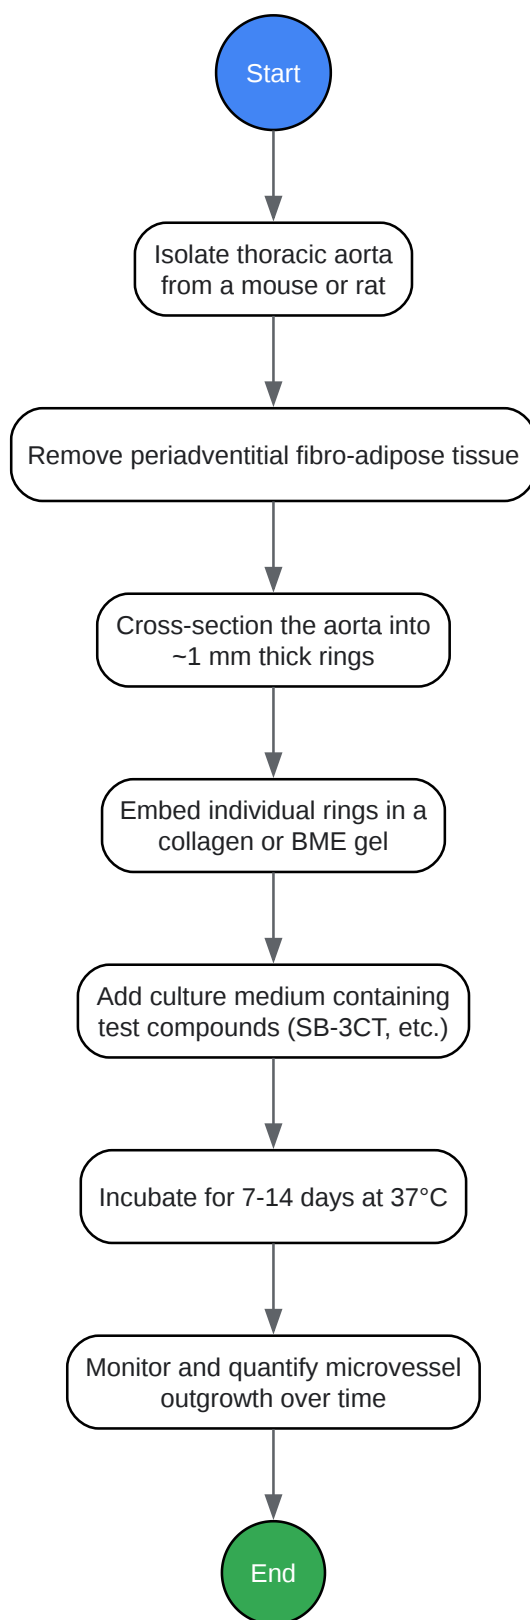 Start
Isolate thoracic aorta
from a mouse or rat
Remove periadventitial fibro-adipose tissue
Cross-section the aorta into
~1 mm thick rings
Embed individual rings in a
collagen or BME gel
Add culture medium containing
test compounds (SB-3CT, etc.)
Incubate for 7-14 days at 37°C
Monitor and quantify microvessel
outgrowth over time
End